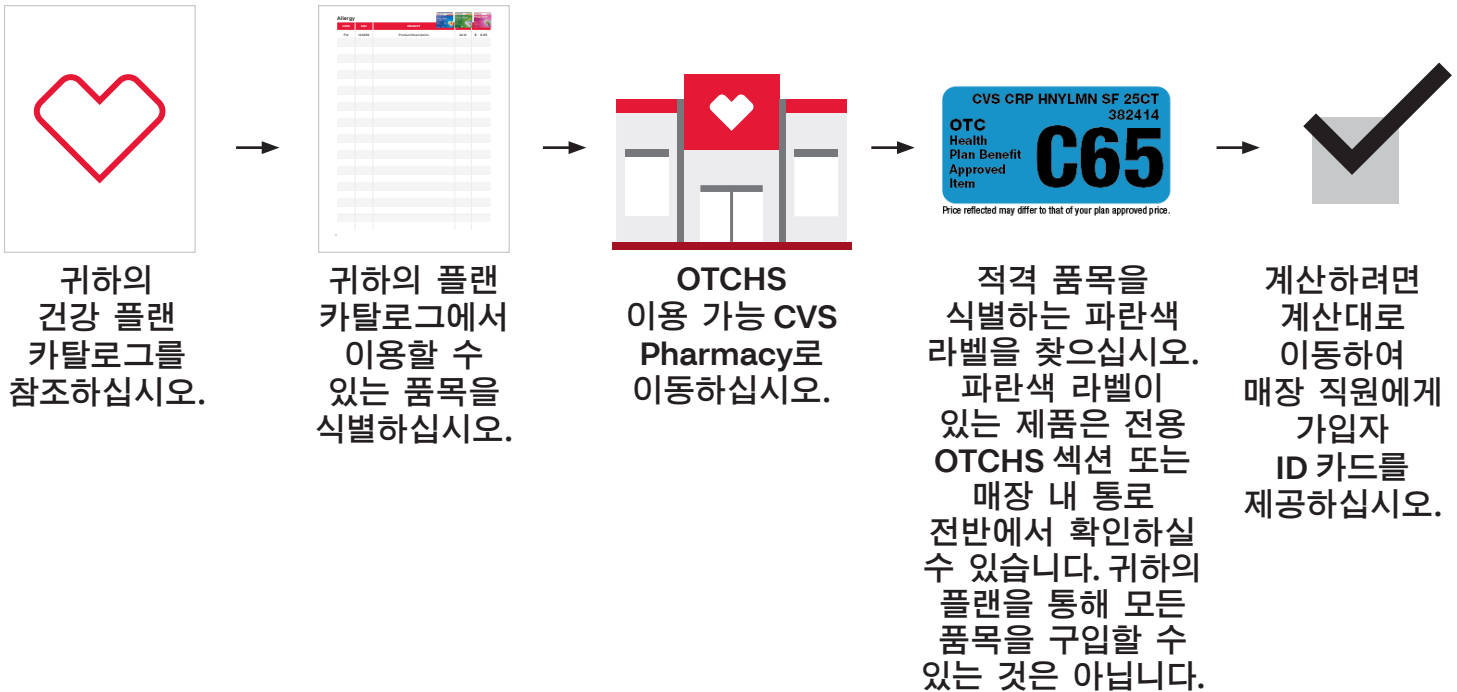 Allergy
PRODUCT
Product Description
귀하의
건강 플랜
카탈로그를
참조하십시오.
귀하의 플랜
카탈로그에서
이용할 수
있는 품목을
식별하십시오.
OTCHS
이용 가능 CVS
Pharmacy로
이동하십시오.
CVS CRP HNYLMN SF 25CT
382414
OTC
Health
Plan Benefit
Approved
Item
C65
Price reflected may differ to that of your plan approved price.
적격 품목을
식별하는 파란색
라벨을 찾으십시오.
파란색 라벨이
있는 제품은 전용
OTCHS 섹션 또는
매장 내 통로
전반에서 확인하실
수 있습니다. 귀하의
플랜을 통해 모든
품목을 구입할 수
있는 것은 아닙니다.
계산하려면
계산대로
이동하여
매장 직원에게
가입자
ID 카드를
제공하십시오.